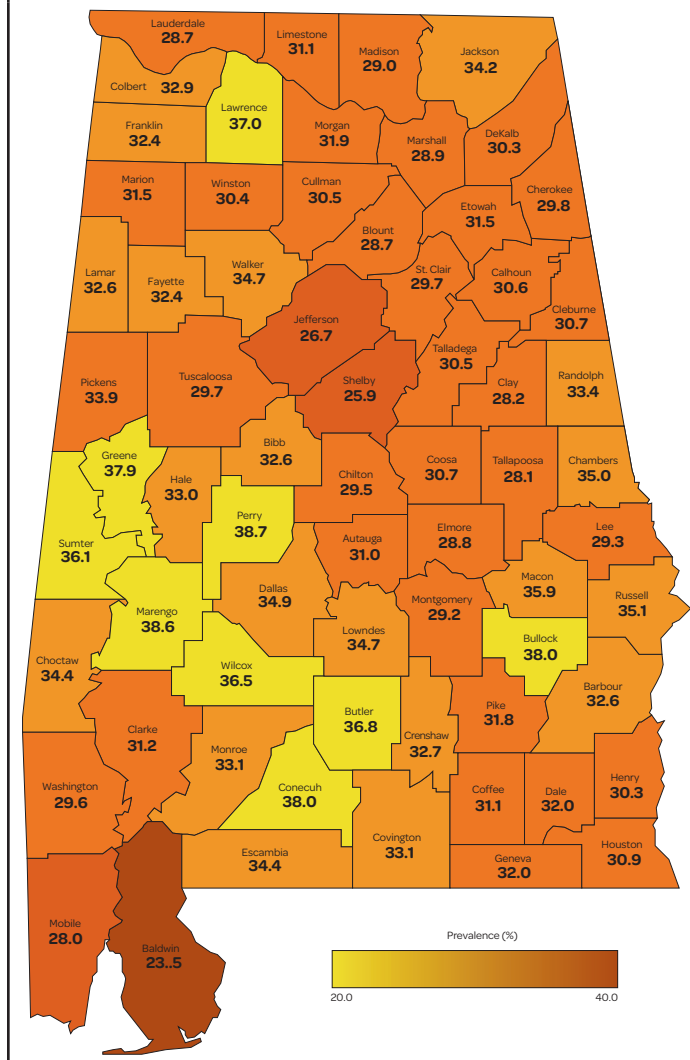 Lauderdale
28.7
Limestone
31.1
Madison
29.0
Jackson
34.2
Colbert 32.9
Lawrence
37.0
Franklin
32.4
Morgan
31.9
Marshall
28.9
DeKalb
30.3
Marion
31.5
Winston
30.4
Cullman
30.5
Cherokee
29.8
Etowah
31.5
Blount
28.7
Lamar
32.6
Fayette
32.4
Walker
34.7
St. Clair
29.7
Calhoun
30.6
Cleburne
30.7
Jefferson
26.7
Talladega
30.5
Pickens
33.9
Tuscaloosa
29.7
Shelby
25.9
Clay
28.2
Randolph
33.4
Greene
37.9
Hale
33.0
Bibb
32.6
Chilton
29.5
Coosa
30.7
Tallapoosa
28.1
Chambers
35.0
Perry
38.7
Sumter
36.1
Autauga
31.0
Elmore
28.8
Lee
29.3
Macon
35.9
Russell
35.1
Marengo
38.6
Dallas
34.9
Lowndes
34.7
Montgomery
29.2
Bullock
38.0
Choctaw
34.4
Wilcox
36.5
Barbour
32.6
Clarke
31.2
Monroe
33.1
Butler
36.8
Crenshaw
32.7
Pike
31.8
Washington
29.6
Conecuh
38.0
Coffee
31.1
Dale
32.0
Henry
30.3
Escambia
34.4
Covington
33.1
Geneva
32.0
Houston
30.9
Mobile
28.0
Baldwin
23..5
Prevalence (%)
20.0 40.0